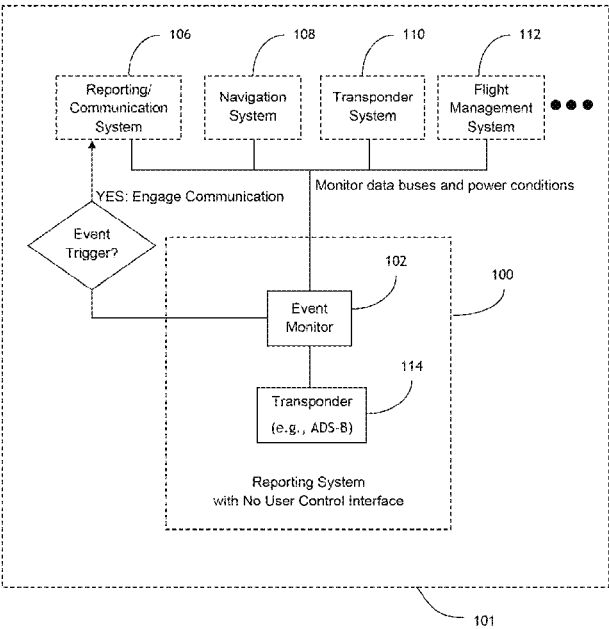 106
108
110
112
Reporting/
Communication
System
Navigation
System
Transponder
System
Flight
Management
System
YES: Engage Communication
Monitor data buses and power conditions
Event
Trigger?
102
100
Event
Monitor
114
Transponder
(e.g., ADS-B)
Reporting System
with No User Control Interface
101